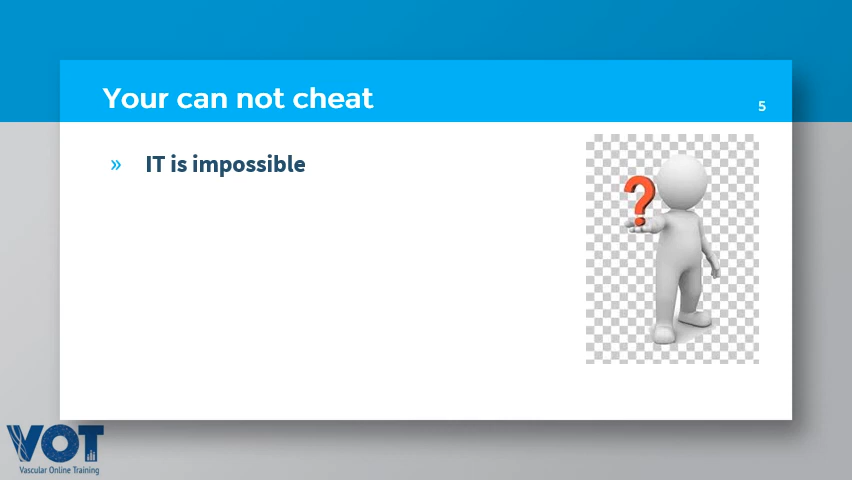 Your can not cheat
5
» IT is impossible
?
VOT
Vascular Online Training